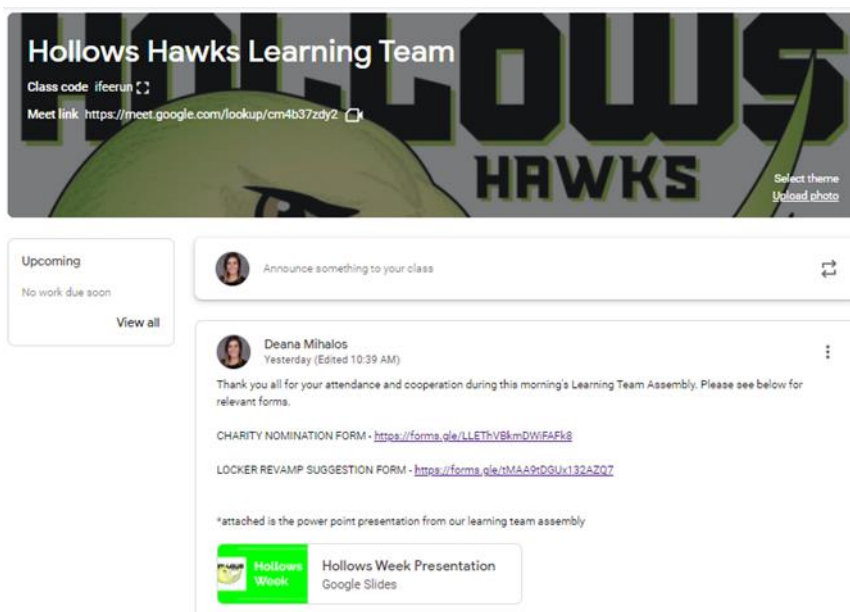 HOLLOWS
HAWKS
Hollows Hawks Learning Team
Class code ifeerun
Meet link https://meet.google.com/lookup/cm4b37zdy2
Select theme
Upload photo
Upcoming
No work due soon
View all
Announce something to your class
Deana Mihalos
Yesterday (Edited 10:39 AM)
Thank you all for your attendance and cooperation during this morning's Learning Team Assembly. Please see below for
relevant forms.
CHARITY NOMINATION FORM - https://forms.gle/LLEThVBkmDWiFAFk8
LOCKER REVAMP SUGGESTION FORM - https://forms.gle/tMAA9tDGUx132AZQ7
*attached is the power point presentation from our learning team assembly
Hollows
Week
Hollows Week Presentation
Google Slides